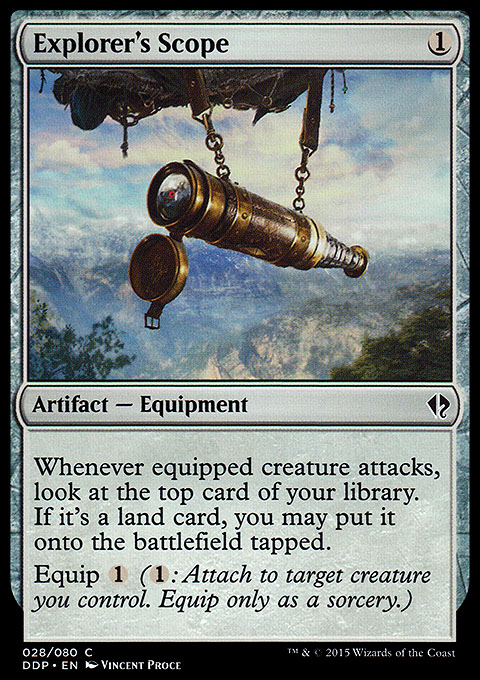 Explorer's Scope 1
Artifact — Equipment
Whenever equipped creature attacks,
look at the top card of your library.
If it's a land card, you may put it
onto the battlefield tapped.
Equip 1 (1: Attach to target creature
you control. Equip only as a sorcery.)
028/080 C
DDP • EN Vincent Proce
™ & © 2015 Wizards of the Coast